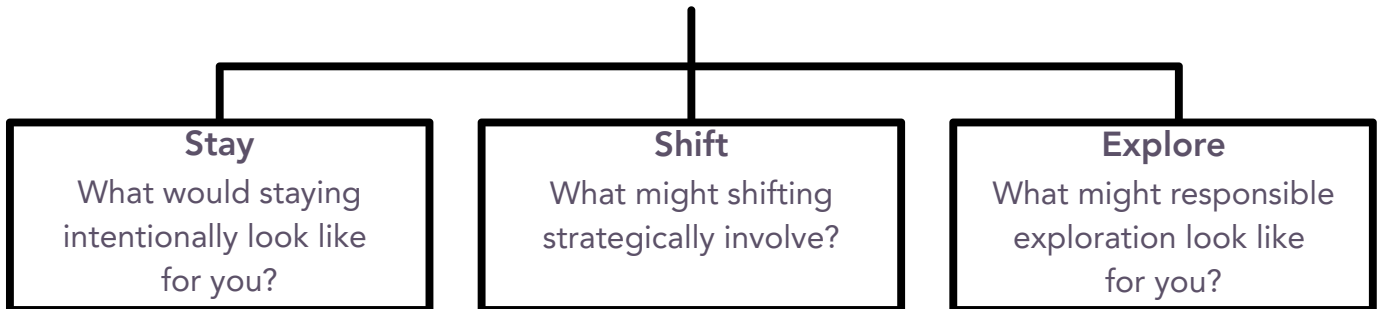 Stay
What would staying
intentionally look like
for you?
Shift
What might shifting
strategically involve?
Explore
What might responsible
exploration look like
for you?